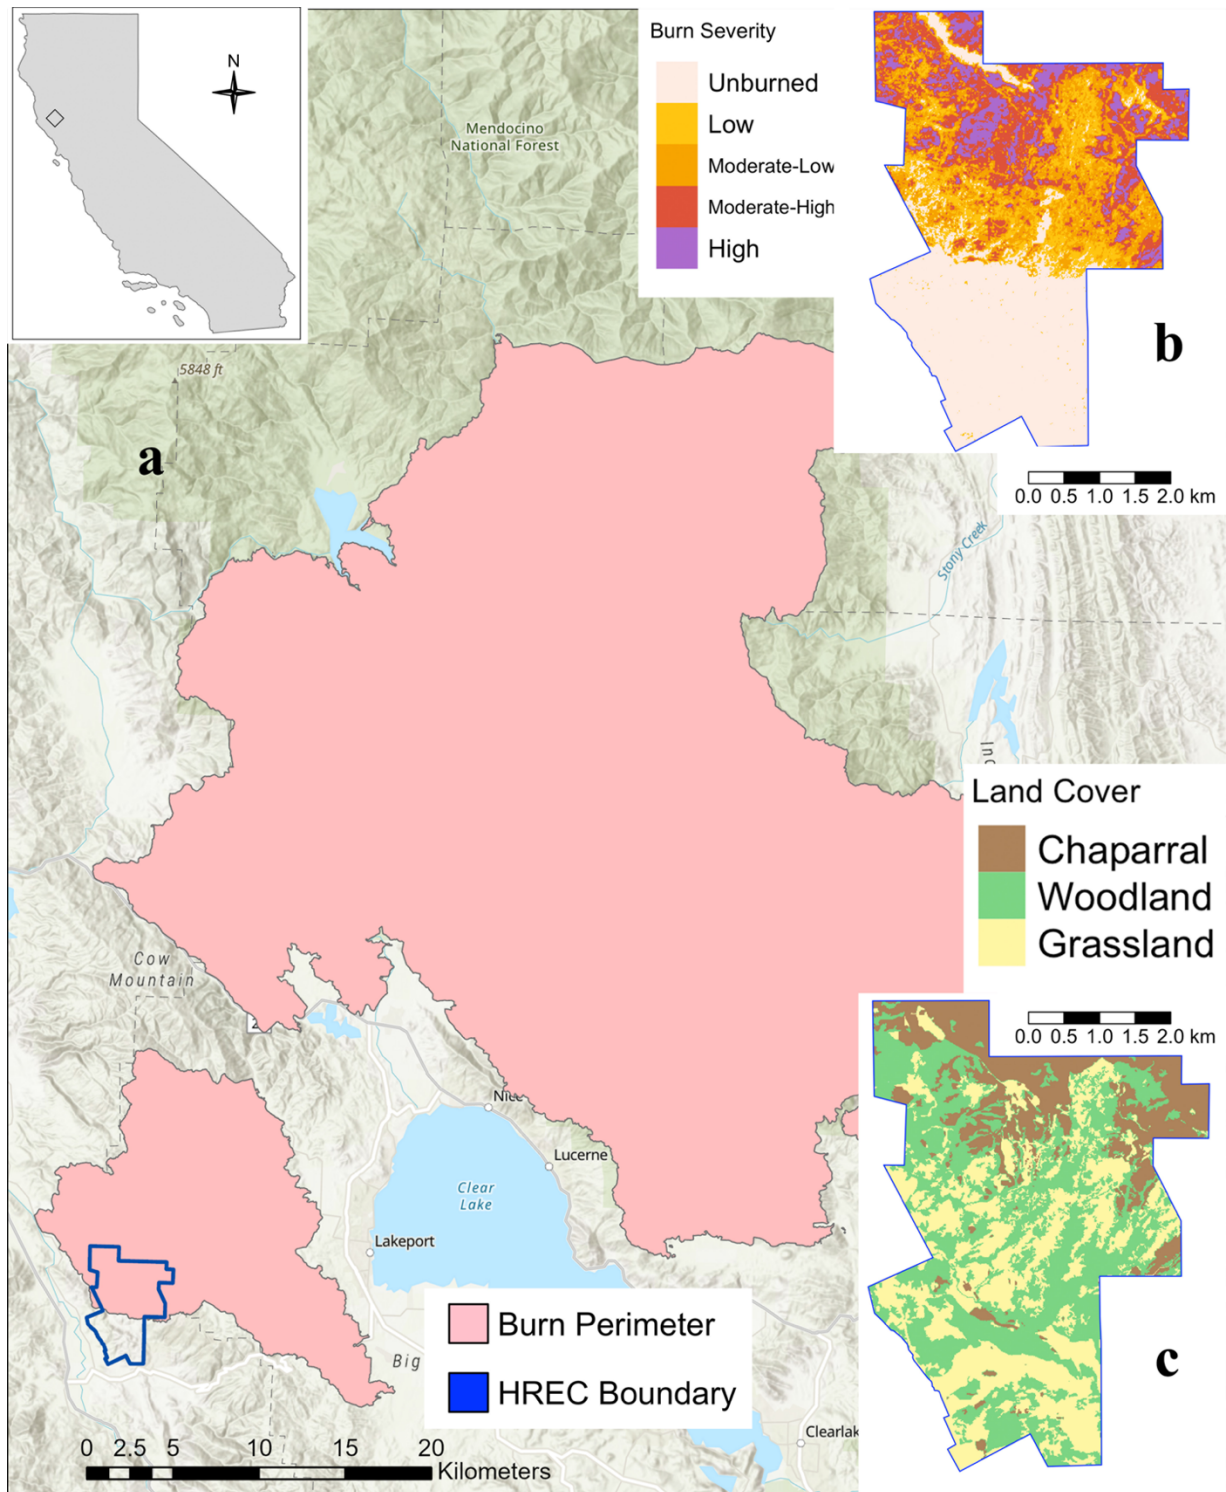 N
Mendocino
National Forest
5848 ft
a
Burn Severity
Unburned
Low
Moderate-Low
Moderate-High
High
b
0.0 0.5 1.0 1.5 2.0 km
Stony Creek
Land Cover
Chaparral
Woodland
Grassland
0.0 0.5 1.0 1.5 2.0 km
c
Cow
Mountain
2
Nice
Lucerne
Clear
Lake
Lakeport
Big
Clearlak
Burn Perimeter
HREC Boundary
0 2.5 5 10 15 20
Kilometers